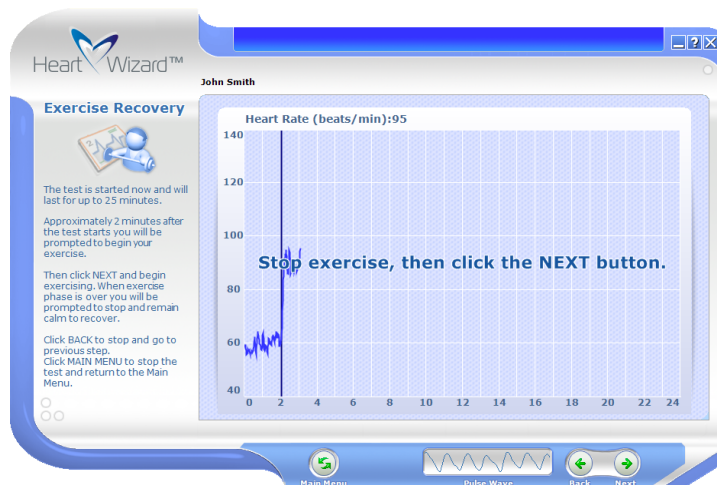 Heart Wizard™
? X
John Smith
Exercise Recovery
The test is started now and will
last for up to 25 minutes.
Approximately 2 minutes after
the test starts you will be
prompted to begin your
exercise.
Then click NEXT and begin
exercising. When exercise
phase is over you will be
prompted to stop and remain
calm to recover.
Click BACK to stop and go to
previous step.
Click MAIN MENU to stop the
test and return to the Main
Menu.
Heart Rate (beats/min):95
140
120
100
Stop exercise, then click the NEXT button.
80
60
40
0 2 4 6 8 10 12 14 16 18 20 22 24
Main Menu Pulse Wave Back Next